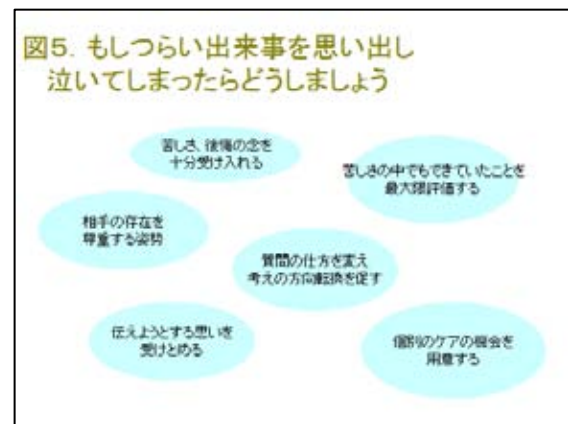 図5．もしつらい出来事を思い出し
泣いてしまったらどうしましょう
苦しさ、後悔の念を
十分受け入れる
苦しさの中でもできていたことを
最大限評価する
相手の存在を
尊重する姿勢
質問の仕方を変え
考えの方向転換を促す
伝えようとする思いを
受けとめる
個別のケアの機会を
用意する